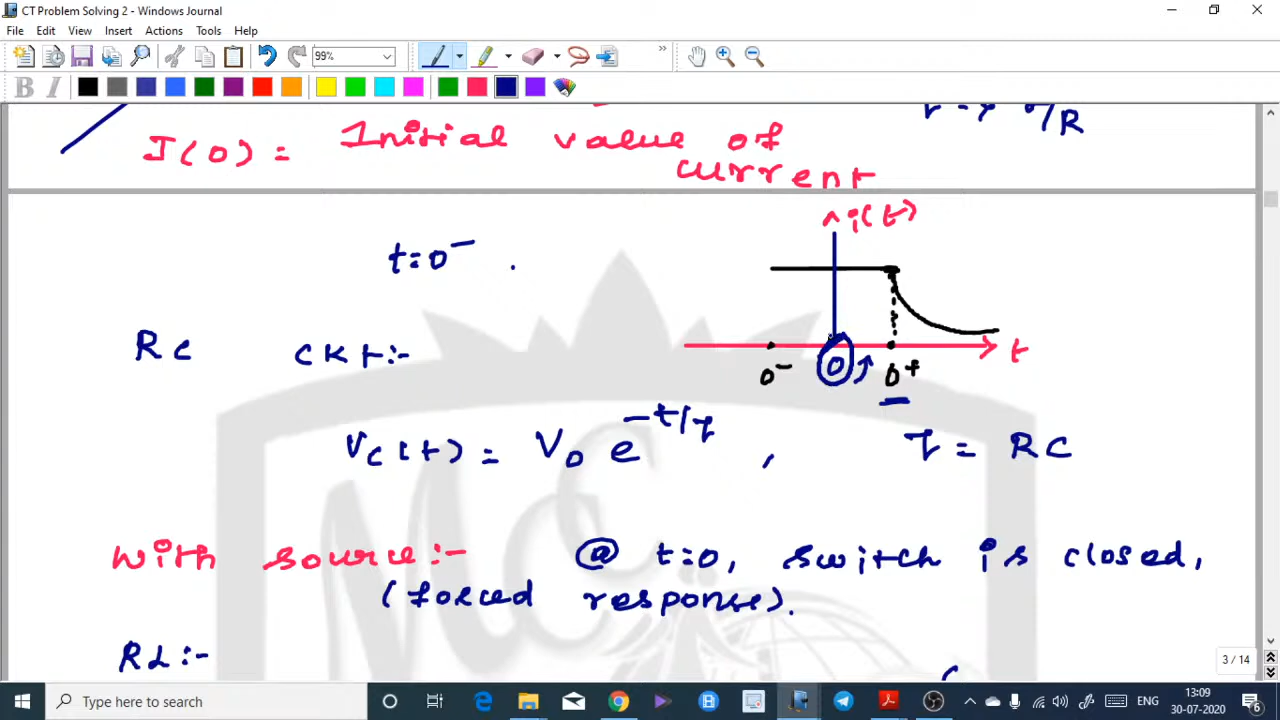 CT Problem Solving 2 - Windows Journal
File Edit View Insert Actions Tools Help
99%
B I
I(0) = Initial value of
current
t=0⁻ .
i(t)
0⁻ 0 0⁺ t
RC CKt:-
Vc(t) = V0 e^-t/τ , τ = RC
With source:- @ t=0, switch is closed,
(forced response).
RL:-
3 / 14
Type here to search
ENG
13:09
30-07-2020
6